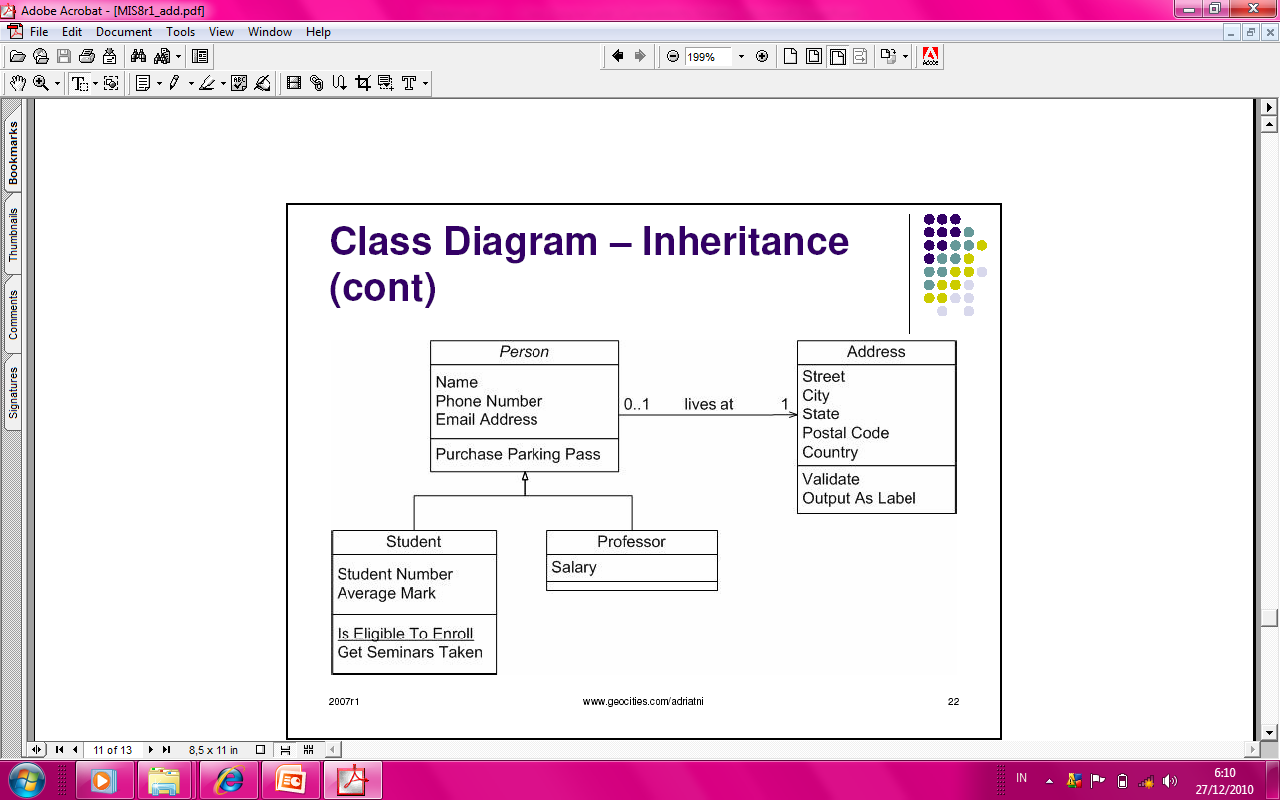 Adobe Acrobat - [MIS8r1_add.pdf]
File Edit Document Tools View Window Help
199%
Adobe
Bookmarks
Thumbnails
Comments
Signatures
Class Diagram – Inheritance
(cont)
Person
Name
Phone Number
Email Address
Purchase Parking Pass
0..1 lives at 1
Address
Street
City
State
Postal Code
Country
Validate
Output As Label
Student
Student Number
Average Mark
Is Eligible To Enroll
Get Seminars Taken
Professor
Salary
2007r1 www.geocities.com/adriatni 22
11 of 13 8,5 x 11 in
IN 6:10
27/12/2010